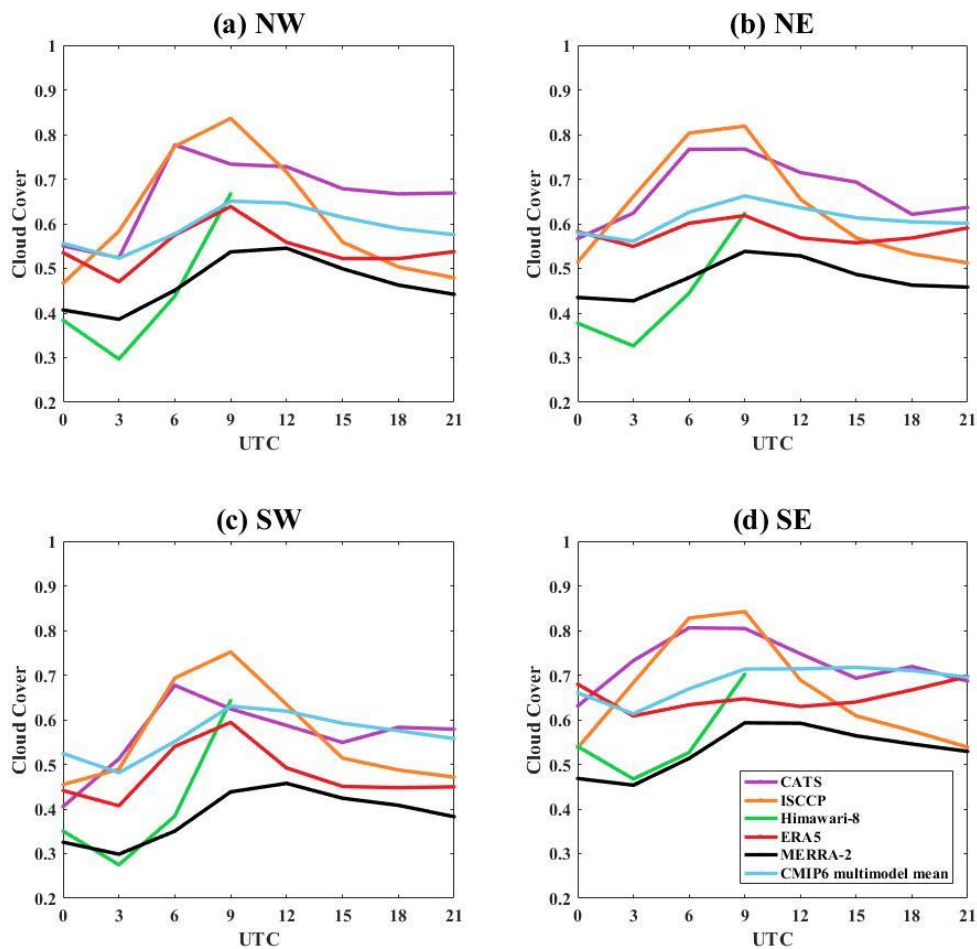 (a) NW
1
0.9
0.8
0.7
0.6
0.5
0.4
0.3
0.2
Cloud Cover
0 3 6 9 12 15 18 21
UTC
(b) NE
1
0.9
0.8
0.7
0.6
0.5
0.4
0.3
0.2
Cloud Cover
0 3 6 9 12 15 18 21
UTC
(c) SW
1
0.9
0.8
0.7
0.6
0.5
0.4
0.3
0.2
Cloud Cover
0 3 6 9 12 15 18 21
UTC
(d) SE
1
0.9
0.8
0.7
0.6
0.5
0.4
0.3
0.2
Cloud Cover
CATS
ISCCP
Himawari-8
ERA5
MERRA-2
CMIP6 multimodel mean
0 3 6 9 12 15 18 21
UTC